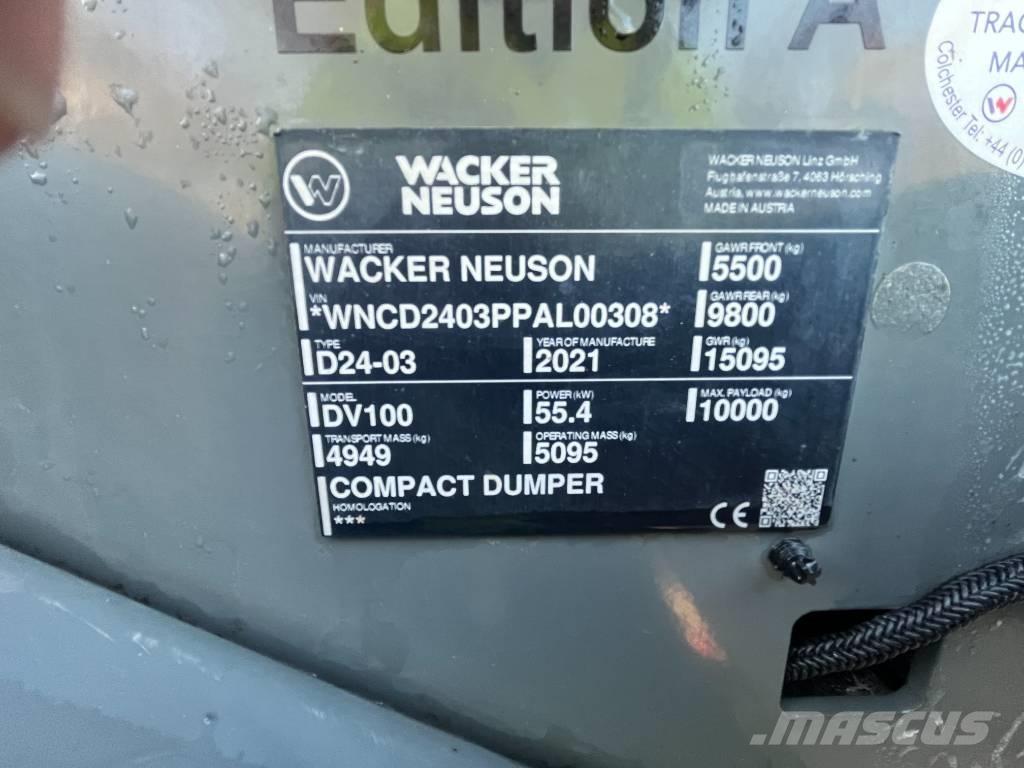 Edition A
TRAC
MA
Colchester Tel: +44 (0)
WACKER
NEUSON
WACKER NEUSON Linz GmbH
Flughafenstraße 7, 4063 Hörsching
Austria, www.wackerneuson.com
MADE IN AUSTRIA
MANUFACTURER
WACKER NEUSON
GAWR FRONT (kg)
5500
VIN
*WNCD2403PPAL00308*
GAWR REAR (kg)
9800
TYPE
D24-03
YEAR OF MANUFACTURE
2021
GWR (kg)
15095
MODEL
DV100
POWER (kW)
55.4
MAX. PAYLOAD (kg)
10000
TRANSPORT MASS (kg)
4949
OPERATING MASS (kg)
5095
COMPACT DUMPER
HOMOLOGATION
***
CE
MASCUS